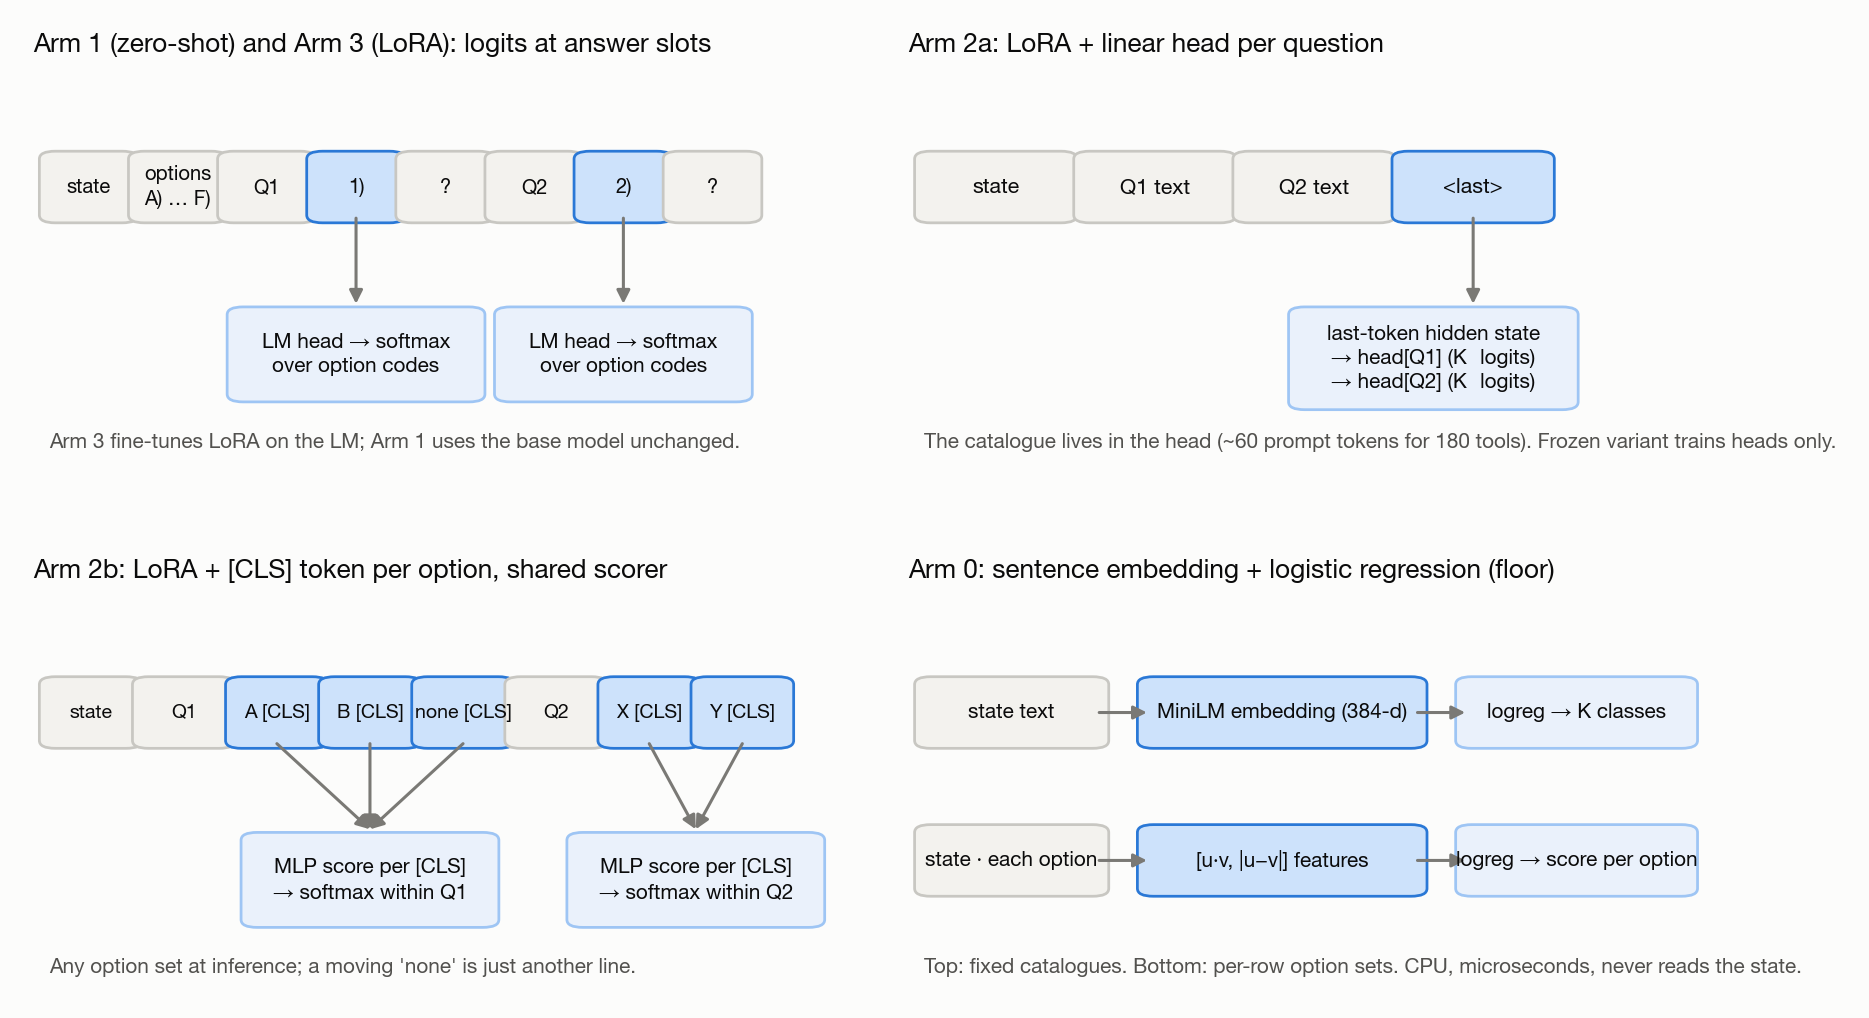 Arm 1 (zero-shot) and Arm 3 (LoRA): logits at answer slots
state
options
A) … F)
Q1
1)
?
Q2
2)
?
LM head → softmax
over option codes
LM head → softmax
over option codes
Arm 3 fine-tunes LoRA on the LM; Arm 1 uses the base model unchanged.
Arm 2a: LoRA + linear head per question
state
Q1 text
Q2 text
<last>
last-token hidden state
→ head[Q1] (K  logits)
→ head[Q2] (K  logits)
The catalogue lives in the head (~60 prompt tokens for 180 tools). Frozen variant trains heads only.
Arm 2b: LoRA + [CLS] token per option, shared scorer
state
Q1
A [CLS]
B [CLS]
none [CLS]
Q2
X [CLS]
Y [CLS]
MLP score per [CLS]
→ softmax within Q1
MLP score per [CLS]
→ softmax within Q2
Any option set at inference; a moving 'none' is just another line.
Arm 0: sentence embedding + logistic regression (floor)
state text
MiniLM embedding (384-d)
logreg → K classes
state · each option
[u·v, |u−v|] features
logreg → score per option
Top: fixed catalogues. Bottom: per-row option sets. CPU, microseconds, never reads the state.